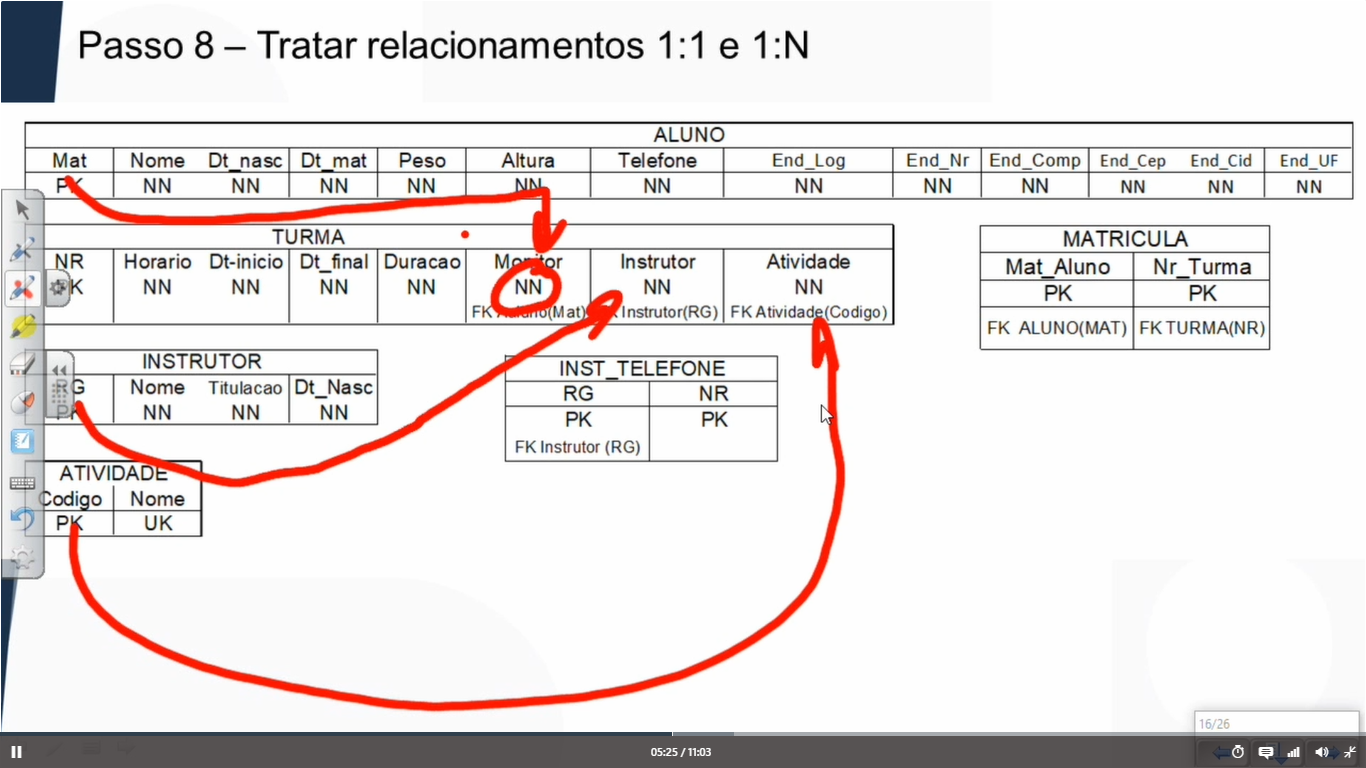 Passo 8 – Tratar relacionamentos 1:1 e 1:N
ALUNO
Mat Nome Dt_nasc Dt_mat Peso Altura Telefone End_Log End_Nr End_Comp End_Cep End_Cid End_UF
PK NN NN NN NN NN NN NN NN NN NN NN NN
TURMA
NR Horario Dt-inicio Dt_final Duracao Monitor Instrutor Atividade
PK NN NN NN NN NN NN NN
FK Aluno(Mat) FK Instrutor(RG) FK Atividade(Codigo)
MATRICULA
Mat_Aluno Nr_Turma
PK PK
FK ALUNO(MAT) FK TURMA(NR)
INSTRUTOR
RG Nome Titulacao Dt_Nasc
PK NN NN NN
INST_TELEFONE
RG NR
PK PK
FK Instrutor (RG)
ATIVIDADE
Codigo Nome
PK UK
16/26
05:25 / 11:03